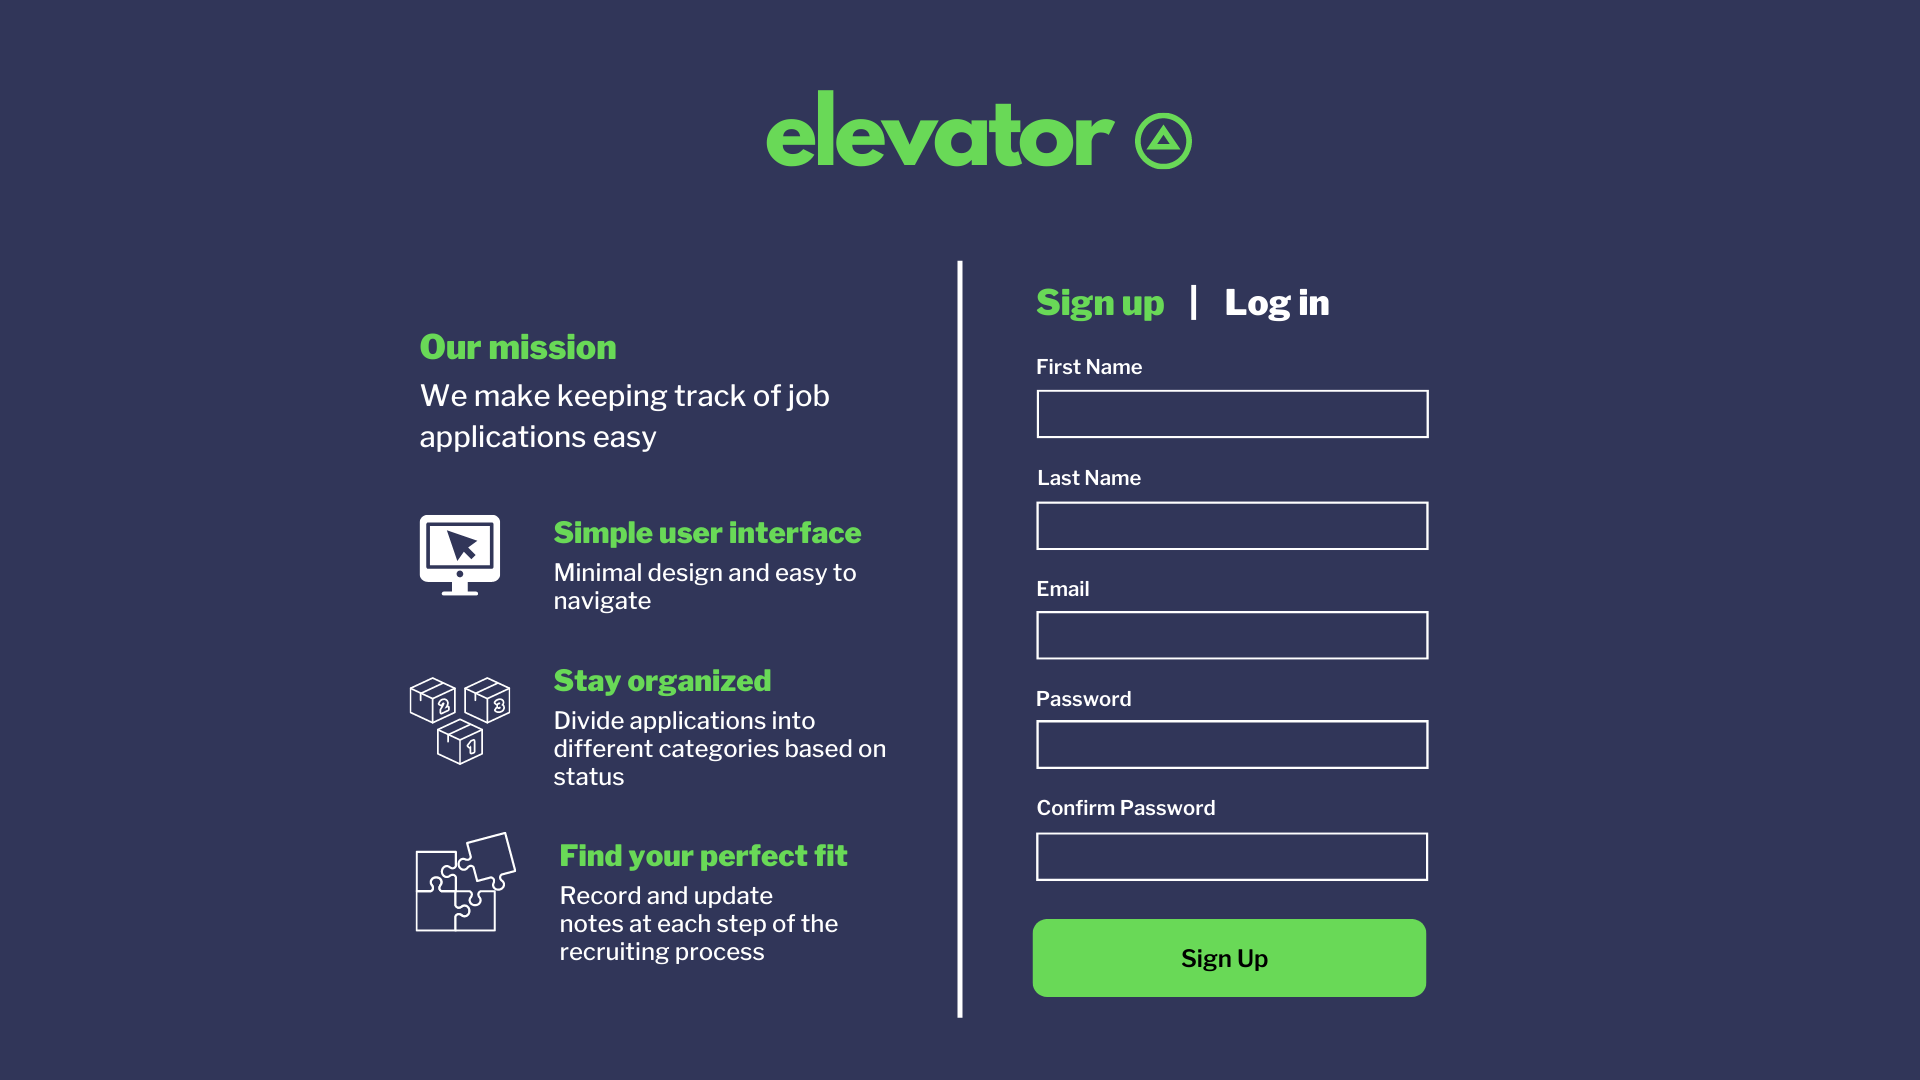 elevator
Our mission
We make keeping track of job
applications easy
Simple user interface
Minimal design and easy to
navigate
2 3
1
Stay organized
Divide applications into
different categories based on
status
Find your perfect fit
Record and update
notes at each step of the
recruiting process
Sign up | Log in
First Name
Last Name
Email
Password
Confirm Password
Sign Up